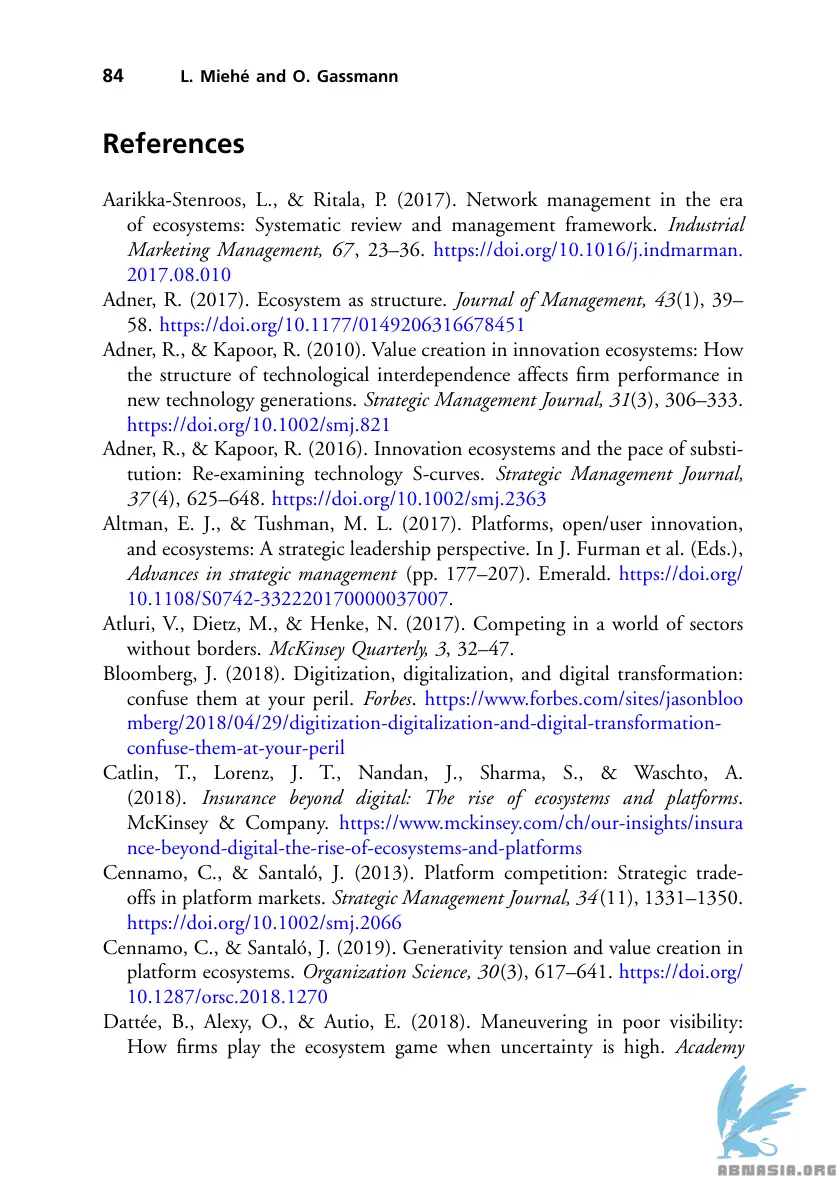 84 L. Miehé and O. Gassmann
References
Aarikka-Stenroos, L., & Ritala, P. (2017). Network management in the era
of ecosystems: Systematic review and management framework. Industrial
Marketing Management, 67, 23–36. https://doi.org/10.1016/j.indmarman.
2017.08.010
Adner, R. (2017). Ecosystem as structure. Journal of Management, 43(1), 39–
58. https://doi.org/10.1177/0149206316678451
Adner, R., & Kapoor, R. (2010). Value creation in innovation ecosystems: How
the structure of technological interdependence affects firm performance in
new technology generations. Strategic Management Journal, 31(3), 306–333.
https://doi.org/10.1002/smj.821
Adner, R., & Kapoor, R. (2016). Innovation ecosystems and the pace of substi-
tution: Re-examining technology S-curves. Strategic Management Journal,
37(4), 625–648. https://doi.org/10.1002/smj.2363
Altman, E. J., & Tushman, M. L. (2017). Platforms, open/user innovation,
and ecosystems: A strategic leadership perspective. In J. Furman et al. (Eds.),
Advances in strategic management (pp. 177–207). Emerald. https://doi.org/
10.1108/S0742-332220170000037007.
Atluri, V., Dietz, M., & Henke, N. (2017). Competing in a world of sectors
without borders. McKinsey Quarterly, 3, 32–47.
Bloomberg, J. (2018). Digitization, digitalization, and digital transformation:
confuse them at your peril. Forbes. https://www.forbes.com/sites/jasonbloo
mberg/2018/04/29/digitization-digitalization-and-digital-transformation-
confuse-them-at-your-peril
Catlin, T., Lorenz, J. T., Nandan, J., Sharma, S., & Waschto, A.
(2018). Insurance beyond digital: The rise of ecosystems and platforms.
McKinsey & Company. https://www.mckinsey.com/ch/our-insights/insura
nce-beyond-digital-the-rise-of-ecosystems-and-platforms
Cennamo, C., & Santaló, J. (2013). Platform competition: Strategic trade-
offs in platform markets. Strategic Management Journal, 34(11), 1331–1350.
https://doi.org/10.1002/smj.2066
Cennamo, C., & Santaló, J. (2019). Generativity tension and value creation in
platform ecosystems. Organization Science, 30(3), 617–641. https://doi.org/
10.1287/orsc.2018.1270
Dattée, B., Alexy, O., & Autio, E. (2018). Maneuvering in poor visibility:
How firms play the ecosystem game when uncertainty is high. Academy
ABNASIA.ORG